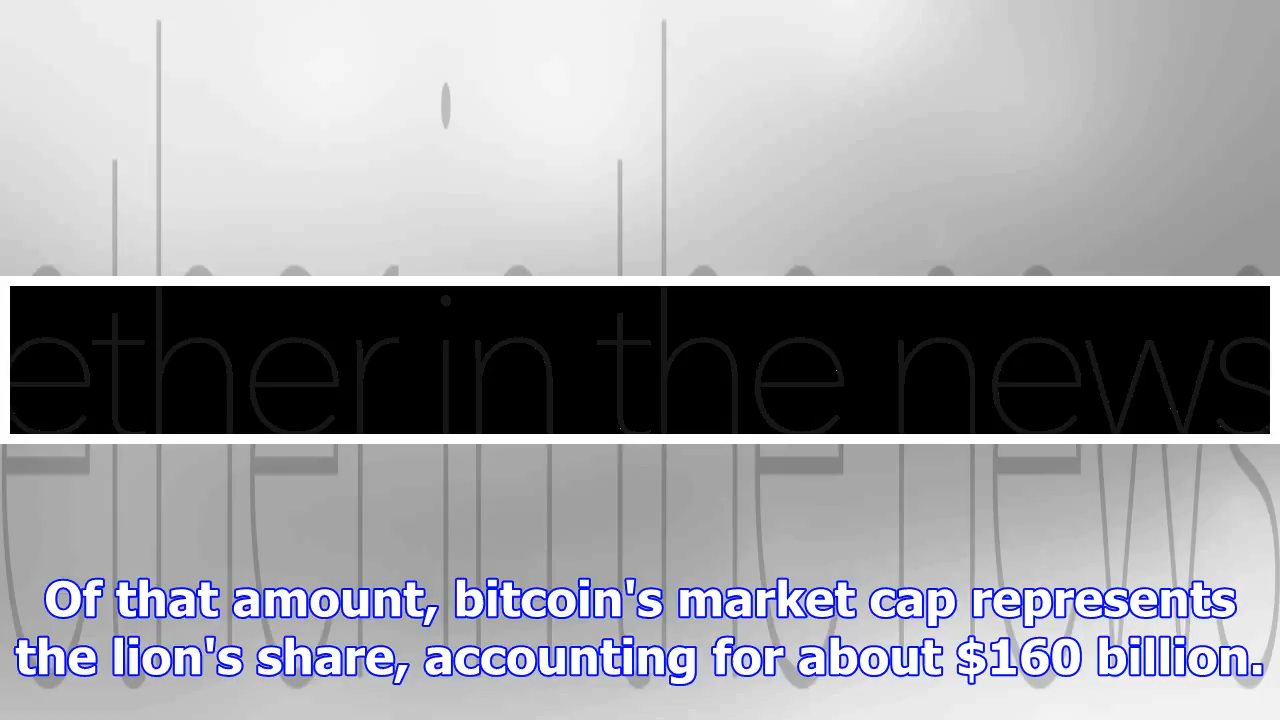 ether in the news
Of that amount, bitcoin's market cap represents
the lion's share, accounting for about $160 billion.